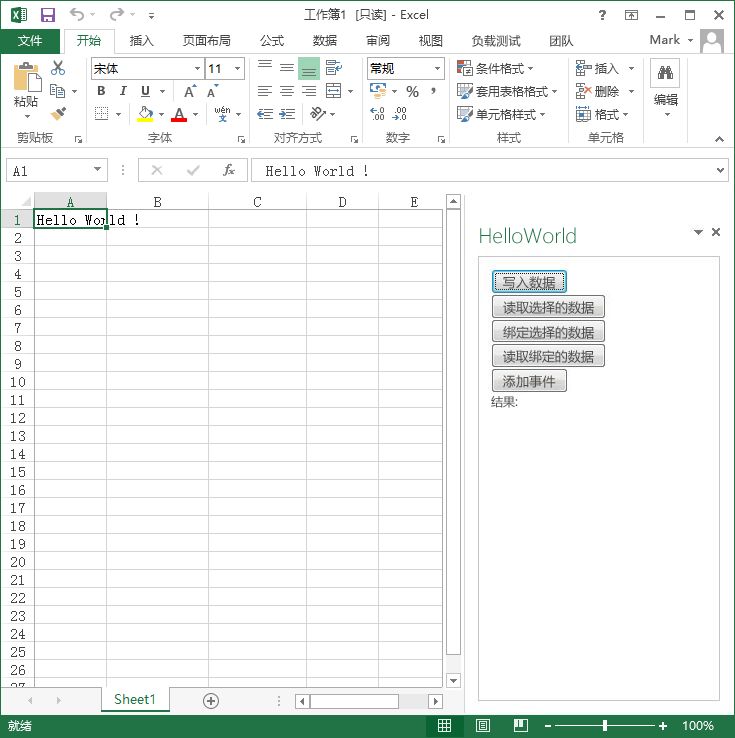 工作簿1 [只读] - Excel
文件 开始 插入 页面布局 公式 数据 审阅 视图 负载测试 团队 Mark
宋体 11 常规 条件格式 插入
粘贴 B I U A A wén 文 % , 套用表格格式 删除 编辑
A .00 .0 单元格样式 格式
剪贴板 字体 对齐方式 数字 样式 单元格
A1 fx Hello World !
A B C D E
1 Hello World !
2
3
4
5
6
7
8
9
10
11
12
13
14
15
16
17
18
19
20
21
22
23
24
25
26
27
HelloWorld
写入数据
读取选择的数据
绑定选择的数据
读取绑定的数据
添加事件
结果:
Sheet1
就绪 100%